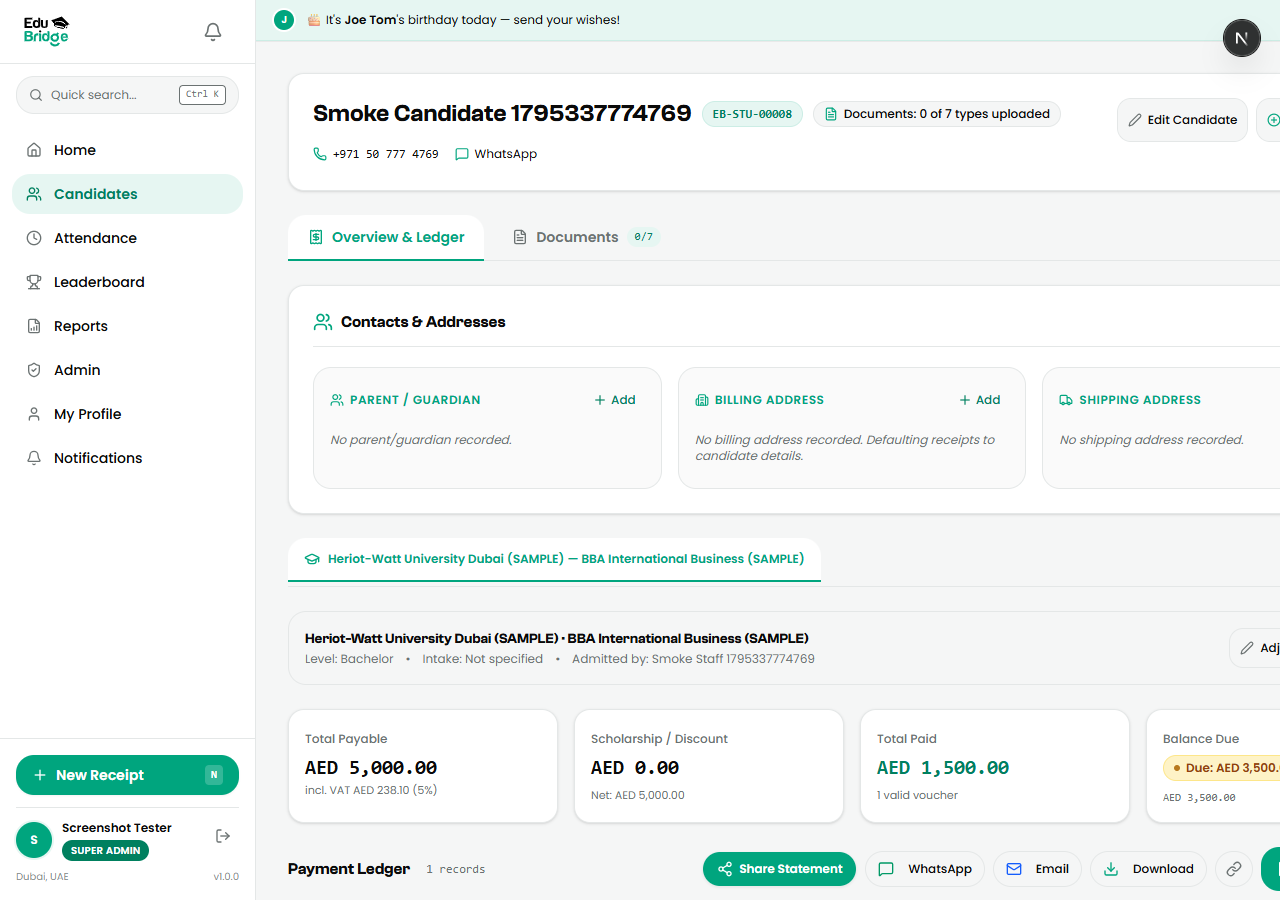 Edu
Bridge
J
It's Joe Tom's birthday today — send your wishes!
N
Quick search...
Ctrl K
Home
Candidates
Attendance
Leaderboard
Reports
Admin
My Profile
Notifications
New Receipt
N
S
Screenshot Tester
SUPER ADMIN
Dubai, UAE
v1.0.0
Smoke Candidate 1795337774769
EB-STU-00008
Documents: 0 of 7 types uploaded
Edit Candidate
+971 50 777 4769
WhatsApp
Overview & Ledger
Documents
0/7
Contacts & Addresses
PARENT / GUARDIAN
Add
No parent/guardian recorded.
BILLING ADDRESS
Add
No billing address recorded. Defaulting receipts to
candidate details.
SHIPPING ADDRESS
No shipping address recorded.
Heriot-Watt University Dubai (SAMPLE) — BBA International Business (SAMPLE)
Heriot-Watt University Dubai (SAMPLE) · BBA International Business (SAMPLE)
Level: Bachelor • Intake: Not specified • Admitted by: Smoke Staff 1795337774769
Adj
Total Payable
AED 5,000.00
incl. VAT AED 238.10 (5%)
Scholarship / Discount
AED 0.00
Net: AED 5,000.00
Total Paid
AED 1,500.00
1 valid voucher
Balance Due
Due: AED 3,500.
AED 3,500.00
Payment Ledger
1 records
Share Statement
WhatsApp
Email
Download